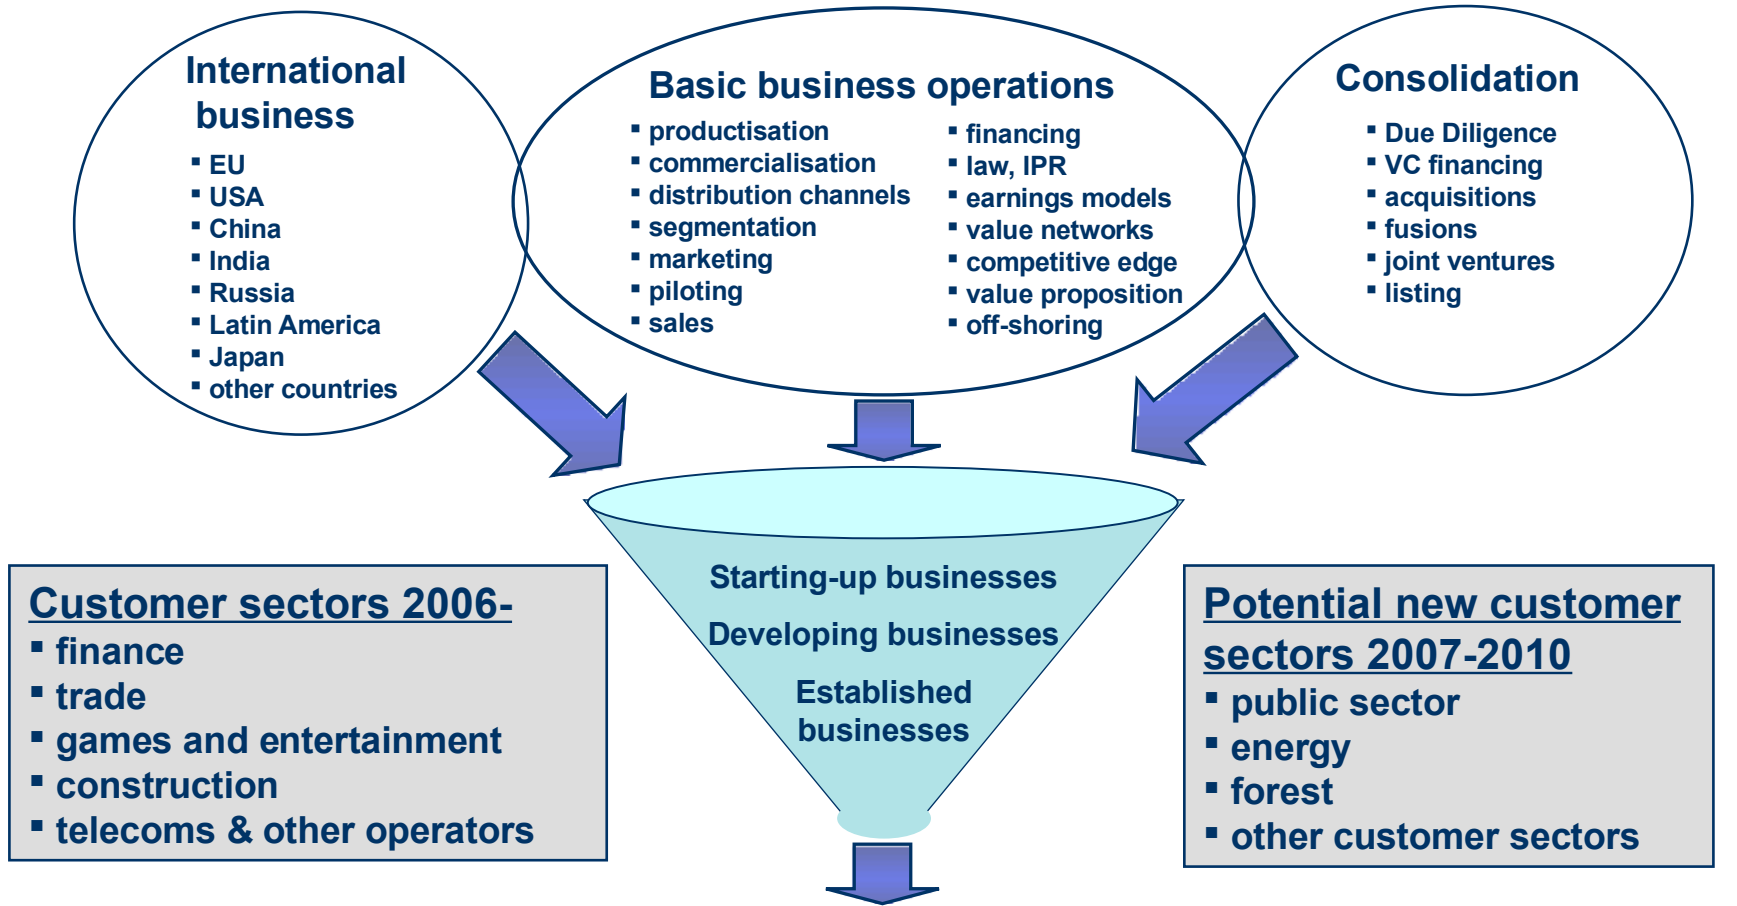 International
business
▪ EU
▪ USA
▪ China
▪ India
▪ Russia
▪ Latin America
▪ Japan
▪ other countries
Basic business operations
▪ productisation
▪ commercialisation
▪ distribution channels
▪ segmentation
▪ marketing
▪ piloting
▪ sales
▪ financing
▪ law, IPR
▪ earnings models
▪ value networks
▪ competitive edge
▪ value proposition
▪ off-shoring
Consolidation
▪ Due Diligence
▪ VC financing
▪ acquisitions
▪ fusions
▪ joint ventures
▪ listing
Starting-up businesses
Developing businesses
Established
businesses
Customer sectors 2006-
▪ finance
▪ trade
▪ games and entertainment
▪ construction
▪ telecoms & other operators
Potential new customer
sectors 2007-2010
▪ public sector
▪ energy
▪ forest
▪ other customer sectors